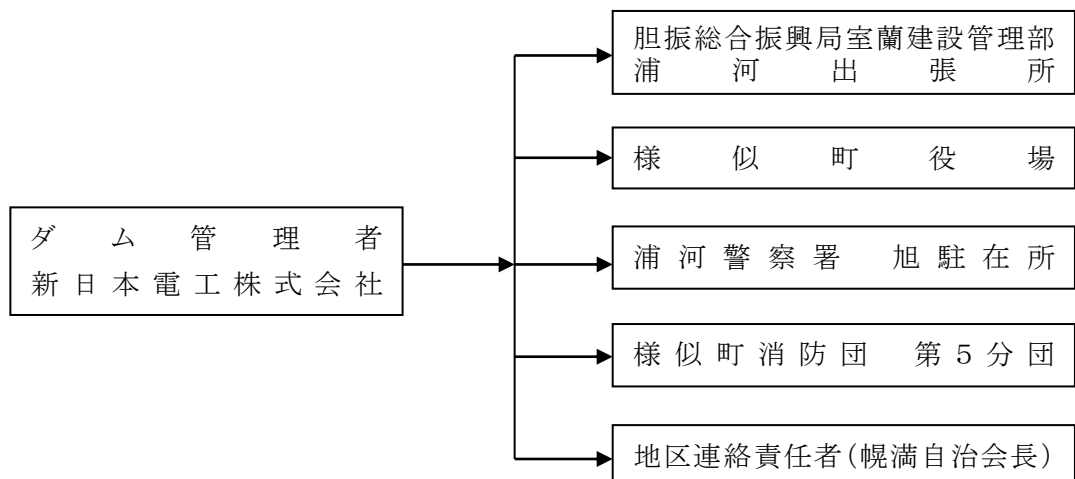 胆振総合振興局室蘭建設管理部
浦河出張所
様似町役場
ダム管理者
新日本電工株式会社
浦河警察署 旭駐在所
様似町消防団 第5分団
地区連絡責任者(幌満自治会長)